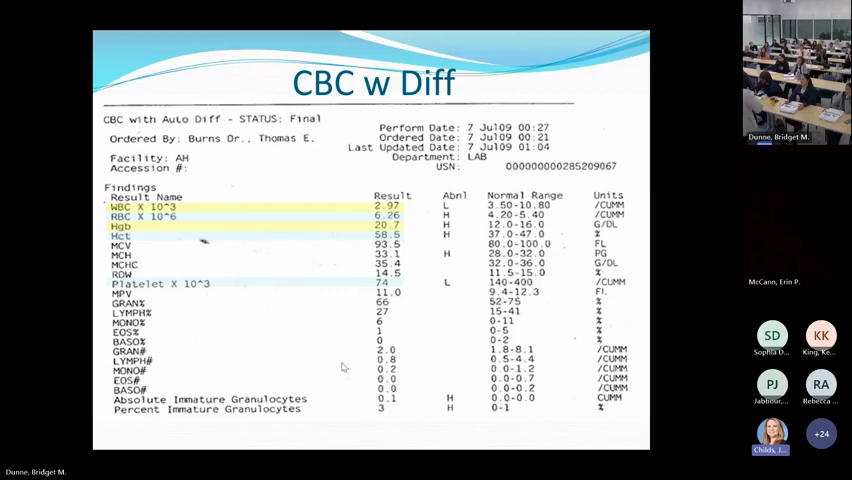 CBC w Diff
CBC with Auto Diff - STATUS: Final
Ordered By: Burns Dr., Thomas E.
Facility: AH
Accession #:
Perform Date: 7 Jul09 00:27
Ordered Date: 7 Jul09 00:21
Last Updated Date: 7 Jul09 01:04
Department: LAB
USN: 000000000285209067
Findings
Result Name Result Abnl Normal Range Units
WBC X 10^3 2.97 L 3.50-10.80 /CUMM
RBC X 10^6 6.26 H 4.20-5.40 /CUMM
Hgb 20.7 H 12.0-16.0 G/DL
Hct 58.5 H 37.0-47.0 %
MCV 93.5 80.0-100.0 FL
MCH 33.1 H 28.0-32.0 PG
MCHC 35.4 32.0-36.0 G/DL
RDW 14.5 11.5-15.0 %
Platelet X 10^3 74 L 140-400 /CUMM
MPV 11.0 9.4-12.3 FL
GRAN% 66 52-75 %
LYMPH% 27 15-41 %
MONO% 6 0-11 %
EOS% 1 0-5 %
BASO% 0 0-2 %
GRAN# 2.0 1.8-8.1 /CUMM
LYMPH# 0.8 0.5-4.4 /CUMM
MONO# 0.2 0.0-1.2 /CUMM
EOS# 0.0 0.0-0.7 /CUMM
BASO# 0.0 0.0-0.2 /CUMM
Absolute Immature Granulocytes 0.1 H 0.0-0.0 CUMM
Percent Immature Granulocytes 3 H 0-1 %
Dunne, Bridget M.
McCann, Erin P.
SD KK
Sophia D... King, Ke...
PJ RA
Jabbour,... Rebecca ...
+24
Childs, J...
Dunne, Bridget M.